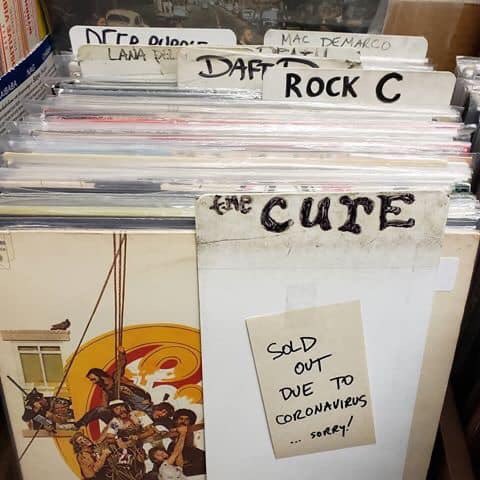 DEEP PURPLE
MAC DEMARCO
LANA DEL
DAFT
ROCK C
the CURE
SOLD
OUT
DUE TO
CORONAVIRUS
... SORRY!